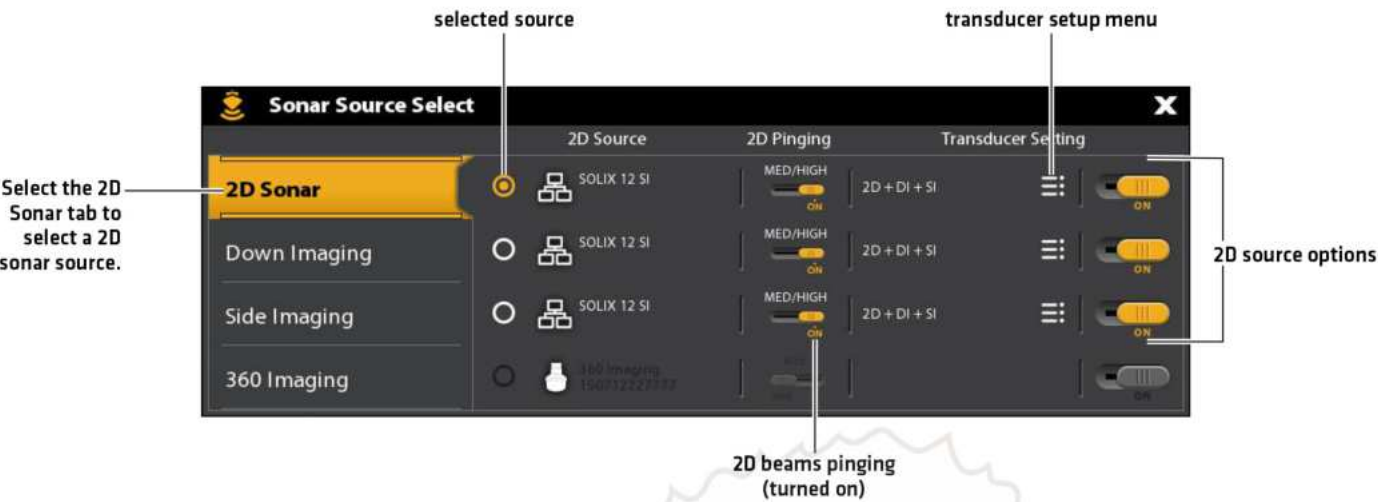 selected source
transducer setup menu
Sonar Source Select
X
2D Source
2D Pinging
Transducer Setting
Select the 2D
Sonar tab to
select a 2D
sonar source.
2D Sonar
SOLIX 12 SI
MED/HIGH
ON
2D + DI + SI
ON
Down Imaging
SOLIX 12 SI
MED/HIGH
ON
2D + DI + SI
ON
2D source options
Side Imaging
SOLIX 12 SI
MED/HIGH
ON
2D + DI + SI
ON
360 Imaging
360 Imaging
ON
2D beams pinging
(turned on)